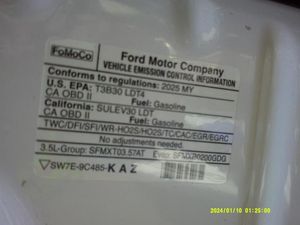 FoMoCo
Ford Motor Company
VEHICLE EMISSION CONTROL INFORMATION
Conforms to regulations: 2025 MY
U.S. EPA: T3B30 LDT4
CA OBD II Fuel: Gasoline
California: SULEV30 LDT
CA OBD II Fuel: Gasoline
TWC/DFI/SFI/WR-HO2S/HO2S/TC/CAC/EGR/EGRC
No adjustments needed.
3.5L-Group: SFMXT03.57AT Evap:
SW7E-9C485-KAZ
2024/01/10 01:25:00